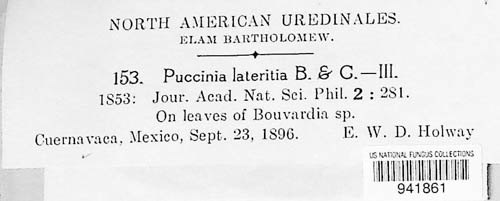 NORTH AMERICAN UREDINALES.
ELAM BARTHOLOMEW.
153. Puccinia lateritia B. & C.—III.
1853: Jour. Acad. Nat. Sci. Phil. 2 : 281.
On leaves of Bouvardia sp.
Cuernavaca, Mexico, Sept. 23, 1896. E. W. D. Holway
US NATIONAL FUNGUS COLLECTIONS
941861